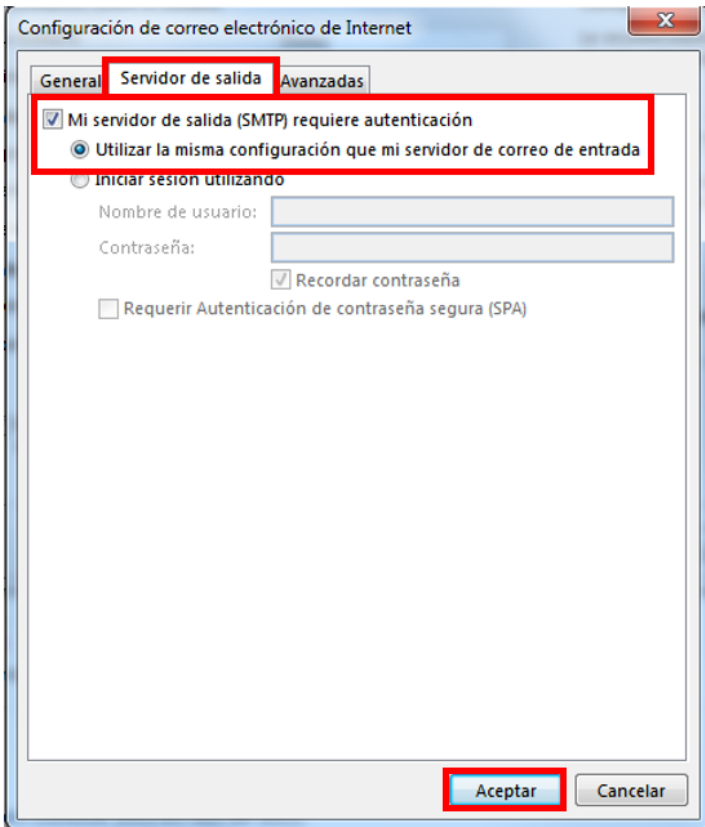 Configuración de correo electrónico de Internet
General Servidor de salida Avanzadas
Mi servidor de salida (SMTP) requiere autenticación
Utilizar la misma configuración que mi servidor de correo de entrada
Iniciar sesión utilizando
Nombre de usuario:
Contraseña:
Recordar contraseña
Requerir Autenticación de contraseña segura (SPA)
Aceptar Cancelar